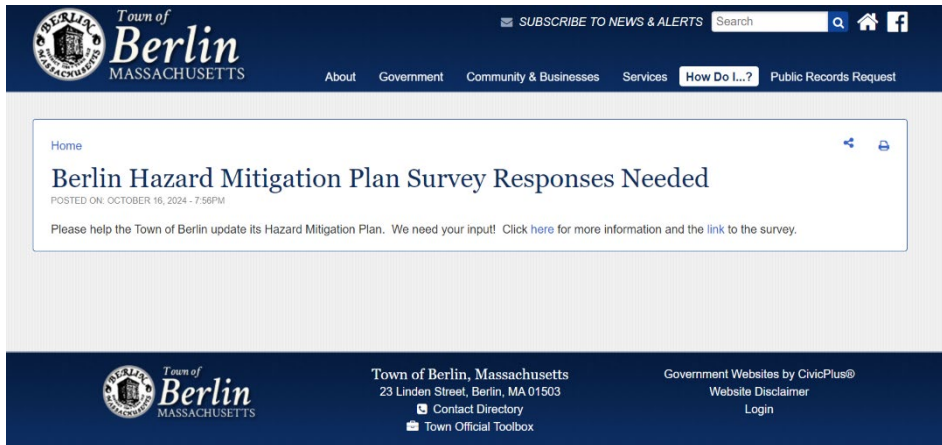 BERLIN
MASSACHUSETTS
Town of
Berlin
MASSACHUSETTS
SUBSCRIBE TO NEWS & ALERTS
Search
About Government Community & Businesses Services How Do I...? Public Records Request
Home
Berlin Hazard Mitigation Plan Survey Responses Needed
POSTED ON: OCTOBER 16, 2024 - 7:56PM
Please help the Town of Berlin update its Hazard Mitigation Plan. We need your input! Click here for more information and the link to the survey.
BERLIN
MASSACHUSETTS
Town of
Berlin
MASSACHUSETTS
Town of Berlin, Massachusetts
23 Linden Street, Berlin, MA 01503
Contact Directory
Town Official Toolbox
Government Websites by CivicPlus®
Website Disclaimer
Login